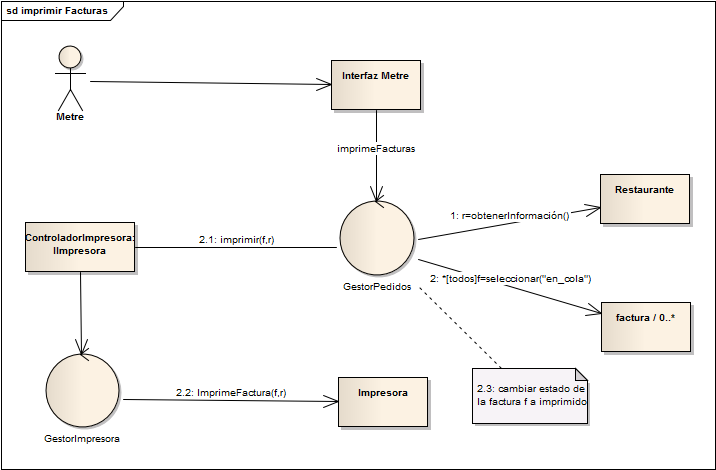 sd imprimir Facturas
Metre
Interfaz Metre
imprimeFacturas
Restaurante
1: r=obtenerInformación()
ControladorImpresora:
IImpresora
2.1: imprimir(f,r)
2: *[todos]f=seleccionar("en_cola")
GestorPedidos
factura / 0..*
2.3: cambiar estado de
la factura f a imprimido
2.2: ImprimeFactura(f,r)
Impresora
GestorImpresora